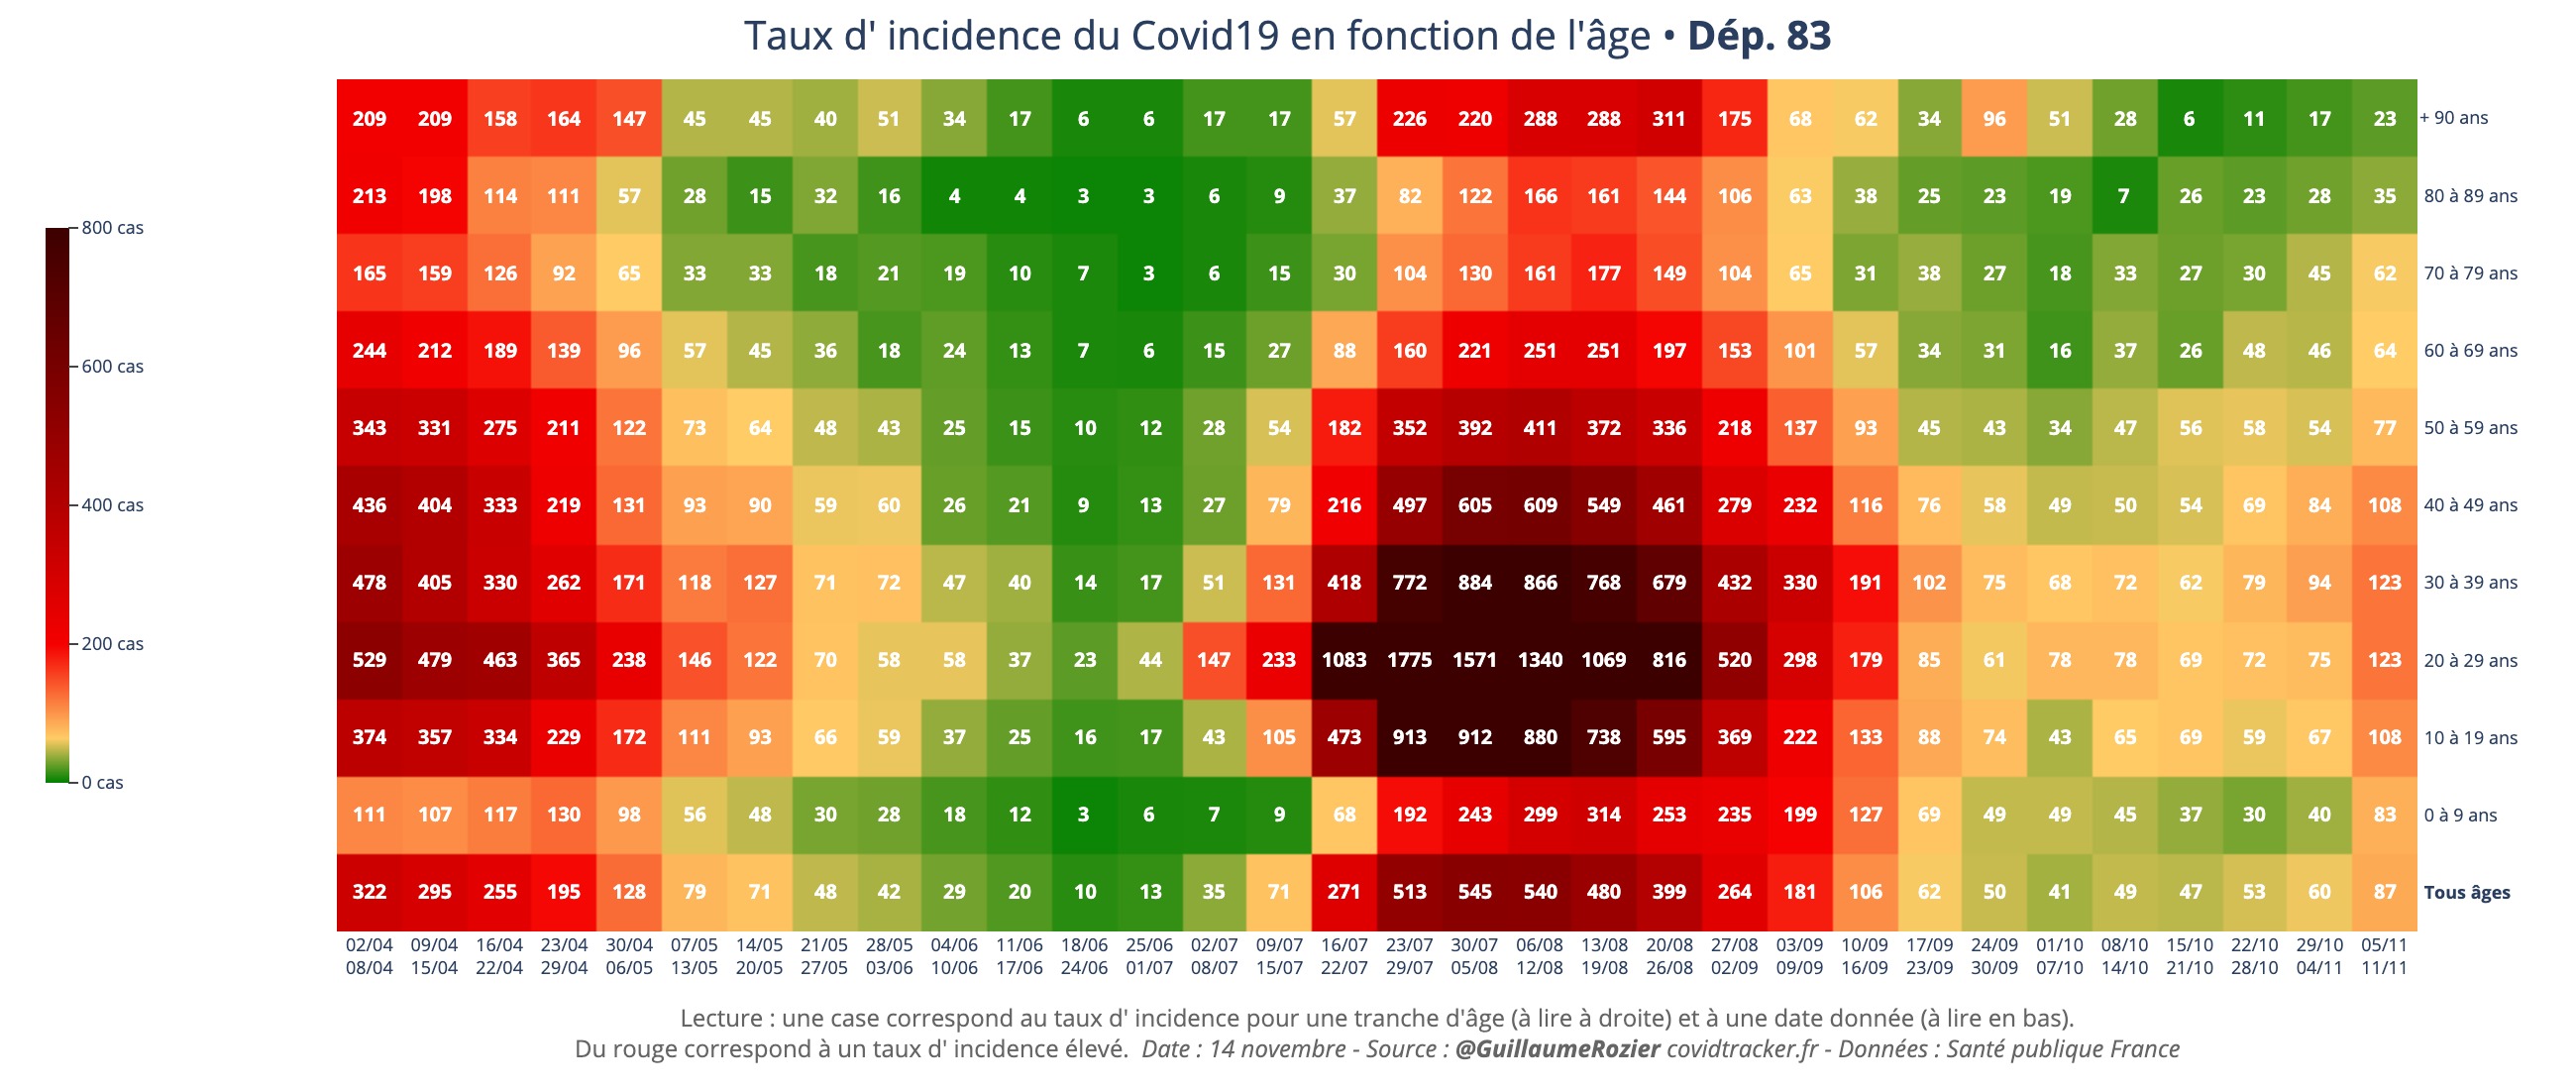 Taux d' incidence du Covid19 en fonction de l'âge • Dép. 83
800 cas
600 cas
400 cas
200 cas
0 cas
209 209 158 164 147 45 45 40 51 34 17 6 6 17 17 57 226 220 288 288 311 175 68 62 34 96 51 28 6 11 17 23 + 90 ans
213 198 114 111 57 28 15 32 16 4 4 3 3 6 9 37 82 122 166 161 144 106 63 38 25 23 19 7 26 23 28 35 80 à 89 ans
165 159 126 92 65 33 33 18 21 19 10 7 3 6 15 30 104 130 161 177 149 104 65 31 38 27 18 33 27 30 45 62 70 à 79 ans
244 212 189 139 96 57 45 36 18 24 13 7 6 15 27 88 160 221 251 251 197 153 101 57 34 31 16 37 26 48 46 64 60 à 69 ans
343 331 275 211 122 73 64 48 43 25 15 10 12 28 54 182 352 392 411 372 336 218 137 93 45 43 34 47 56 58 54 77 50 à 59 ans
436 404 333 219 131 93 90 59 60 26 21 9 13 27 79 216 497 605 609 549 461 279 232 116 76 58 49 50 54 69 84 108 40 à 49 ans
478 405 330 262 171 118 127 71 72 47 40 14 17 51 131 418 772 884 866 768 679 432 330 191 102 75 68 72 62 79 94 123 30 à 39 ans
529 479 463 365 238 146 122 70 58 58 37 23 44 147 233 1083 1775 1571 1340 1069 816 520 298 179 85 61 78 78 69 72 75 123 20 à 29 ans
374 357 334 229 172 111 93 66 59 37 25 16 17 43 105 473 913 912 880 738 595 369 222 133 88 74 43 65 69 59 67 108 10 à 19 ans
111 107 117 130 98 56 48 30 28 18 12 3 6 7 9 68 192 243 299 314 253 235 199 127 69 49 49 45 37 30 40 83 0 à 9 ans
322 295 255 195 128 79 71 48 42 29 20 10 13 35 71 271 513 545 540 480 399 264 181 106 62 50 41 49 47 53 60 87 Tous âges
02/04 09/04 16/04 23/04 30/04 07/05 14/05 21/05 28/05 04/06 11/06 18/06 25/06 02/07 09/07 16/07 23/07 30/07 06/08 13/08 20/08 27/08 03/09 10/09 17/09 24/09 01/10 08/10 15/10 22/10 29/10 05/11
08/04 15/04 22/04 29/04 06/05 13/05 20/05 27/05 03/06 10/06 17/06 24/06 01/07 08/07 15/07 22/07 29/07 05/08 12/08 19/08 26/08 02/09 09/09 16/09 23/09 30/09 07/10 14/10 21/10 28/10 04/11 11/11
Lecture : une case correspond au taux d' incidence pour une tranche d'âge (à lire à droite) et à une date donnée (à lire en bas).
Du rouge correspond à un taux d' incidence élevé. Date : 14 novembre - Source : @GuillaumeRozier covidtracker.fr - Données : Santé publique France